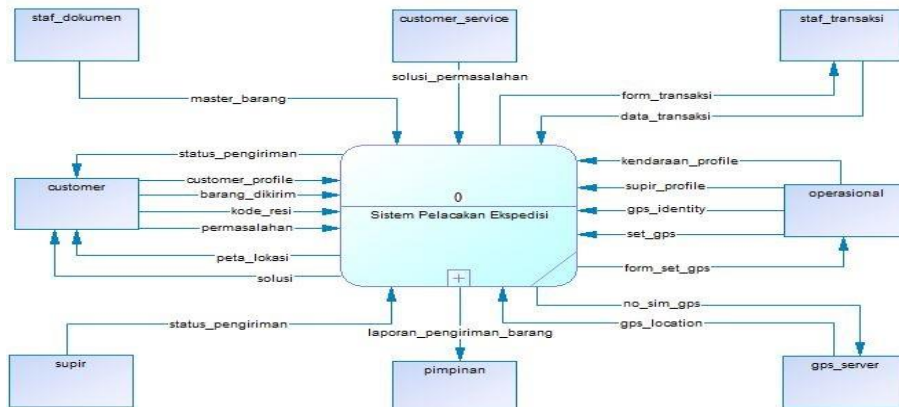 staf_dokumen
customer_service
staf_transaksi
solusi_permasalahan
master_barang
form_transaksi
data_transaksi
status_pengiriman
kendaraan_profile
customer_profile
supir_profile
customer
barang_dikirim
0
operasional
kode_resi
Sistem Pelacakan Ekspedisi
gps_identity
permasalahan
set_gps
peta_lokasi
form_set_gps
solusi
+
no_sim_gps
status_pengiriman
laporan_pengiriman_barang
gps_location
supir
pimpinan
gps_server